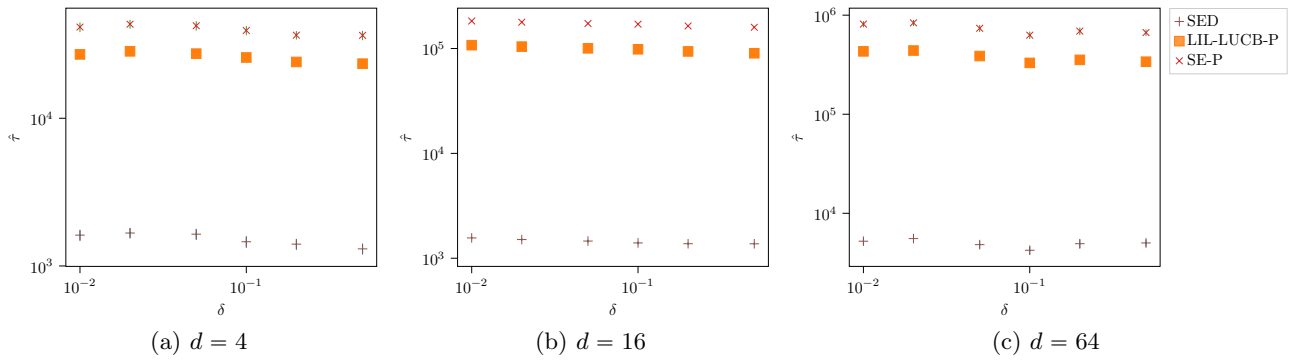 10^4
10^3
τ̂
10^{-2}
10^{-1}
δ
(a) d = 4
10^5
10^4
10^3
τ̂
10^{-2}
10^{-1}
δ
(b) d = 16
10^6
10^5
10^4
τ̂
10^{-2}
10^{-1}
δ
(c) d = 64
SED
LIL-LUCB-P
SE-P